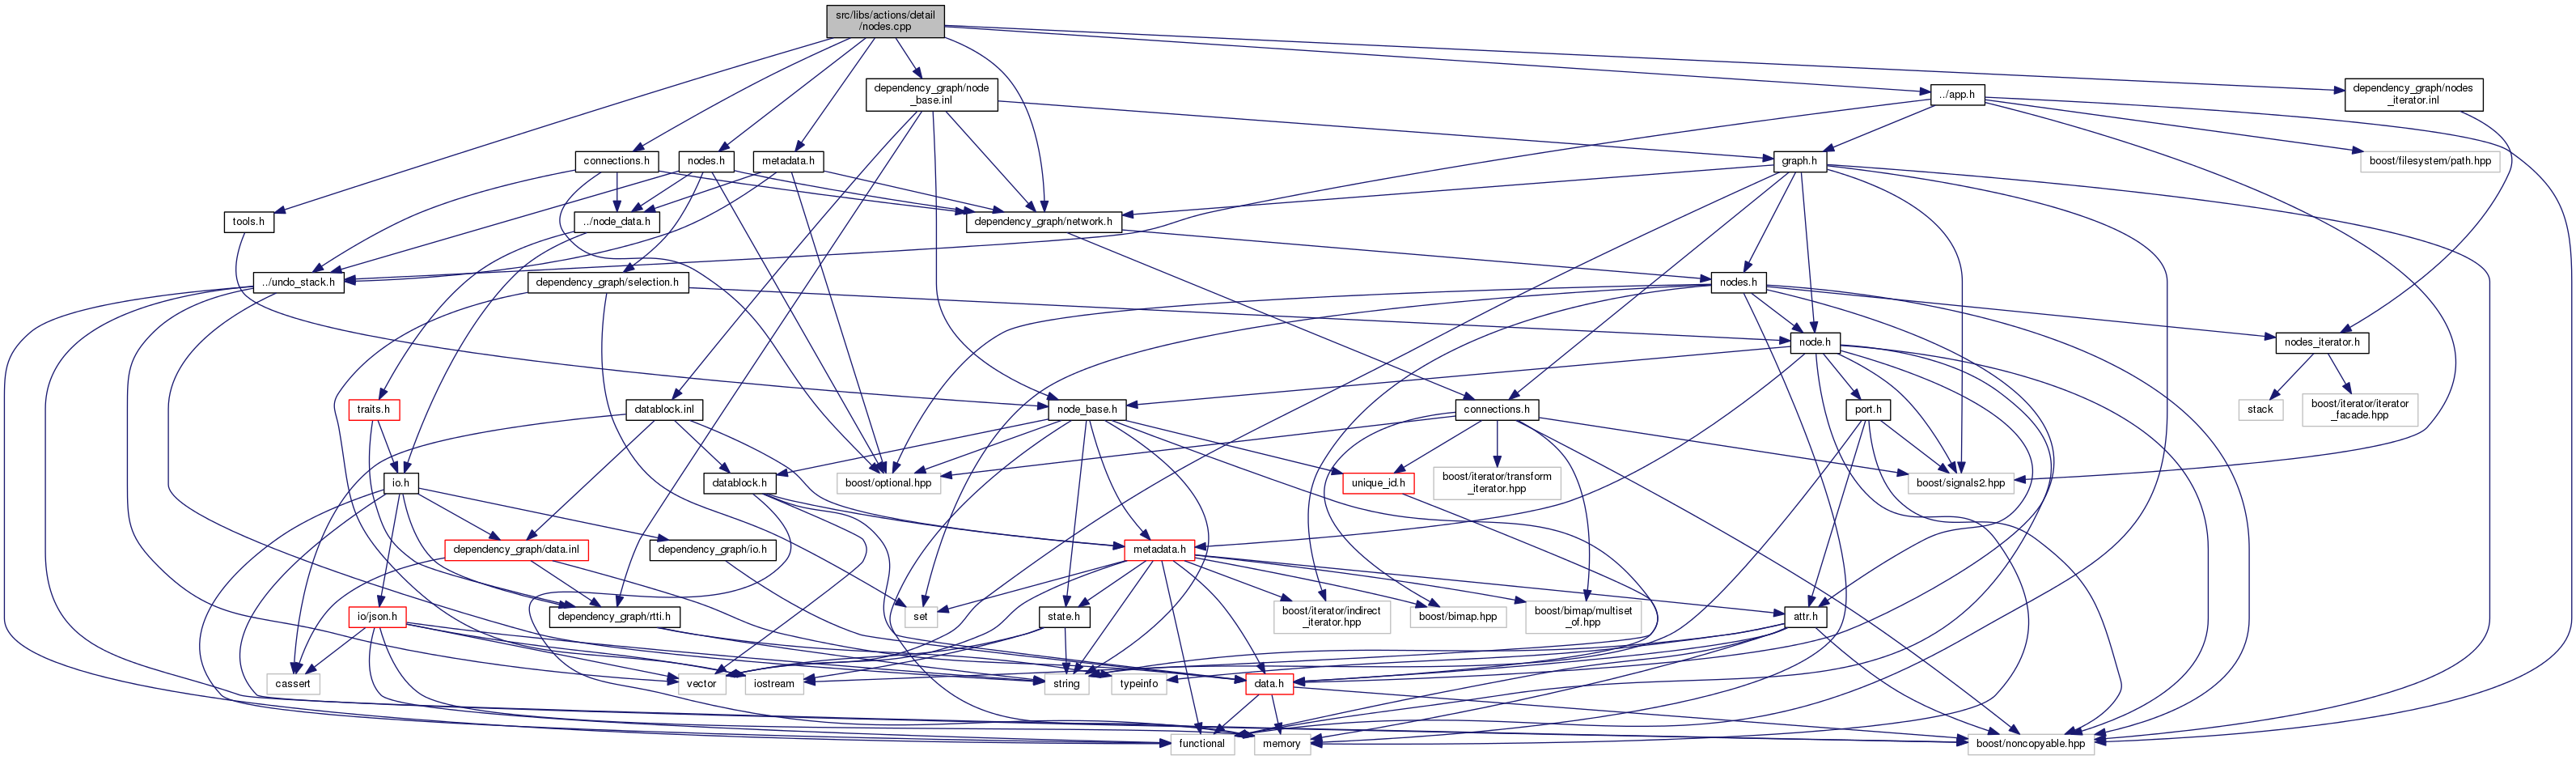 src/libs/actions/detail
/nodes.cpp
dependency_graph/node
_base.inl
../app.h
dependency_graph/nodes
_iterator.inl
connections.h
nodes.h
metadata.h
graph.h
boost/filesystem/path.hpp
tools.h
../node_data.h
dependency_graph/network.h
../undo_stack.h
dependency_graph/selection.h
nodes.h
node.h
nodes_iterator.h
traits.h
datablock.inl
node_base.h
connections.h
port.h
stack
boost/iterator/iterator
_facade.hpp
io.h
datablock.h
boost/optional.hpp
unique_id.h
boost/iterator/transform
_iterator.hpp
boost/signals2.hpp
dependency_graph/data.inl
dependency_graph/io.h
metadata.h
io/json.h
dependency_graph/rtti.h
set
state.h
boost/iterator/indirect
_iterator.hpp
boost/bimap.hpp
boost/bimap/multiset
_of.hpp
attr.h
cassert
vector
iostream
string
typeinfo
data.h
functional
memory
boost/noncopyable.hpp